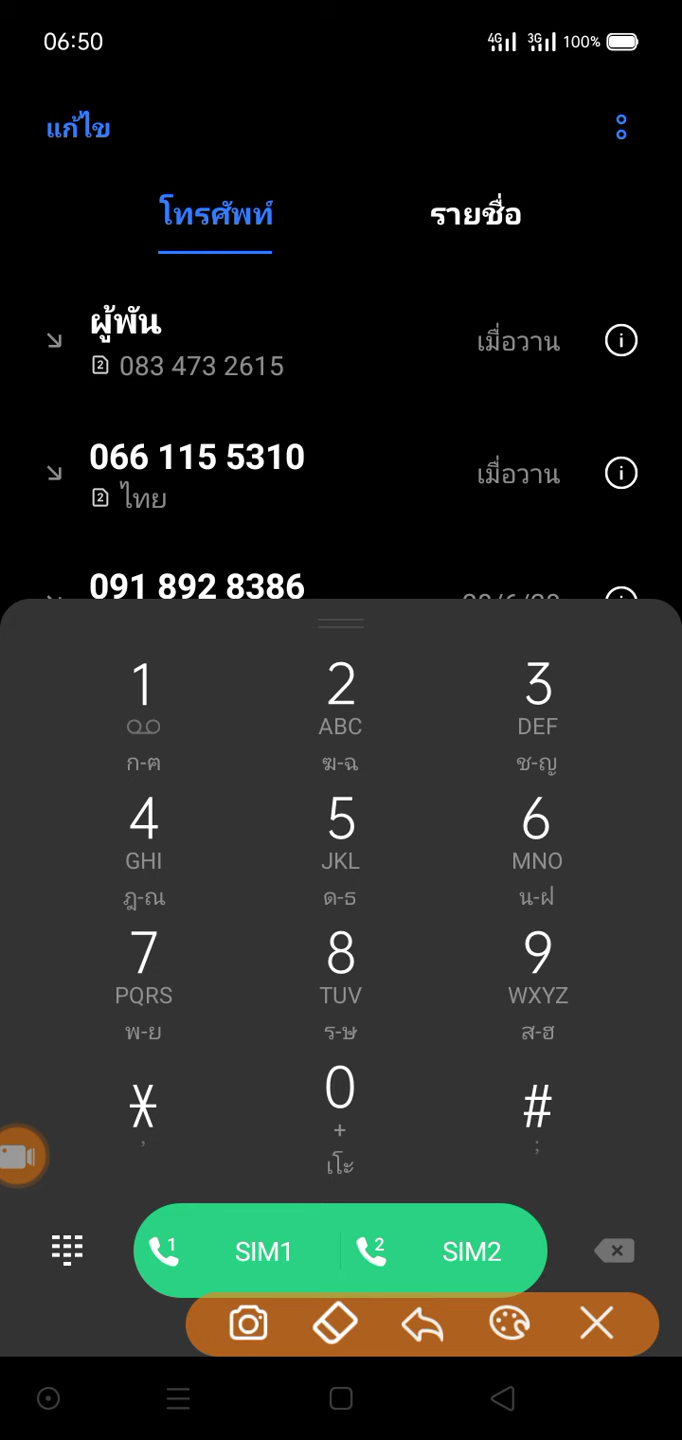 06:50 4G 3G 100%
แก้ไข
โทรศัพท์ รายชื่อ
ผู้พัน
2 083 473 2615
เมื่อวาน
066 115 5310
2 ไทย
เมื่อวาน
091 892 8386
1 2 3
ABC DEF
ก-ฅ ฆ-ฉ ช-ญ
4 5 6
GHI JKL MNO
ฎ-ณ ด-ธ น-ฝ
7 8 9
PQRS TUV WXYZ
พ-ย ร-ษ ส-ฮ
* 0 #
, + ;
เโะ
1 SIM1 2 SIM2